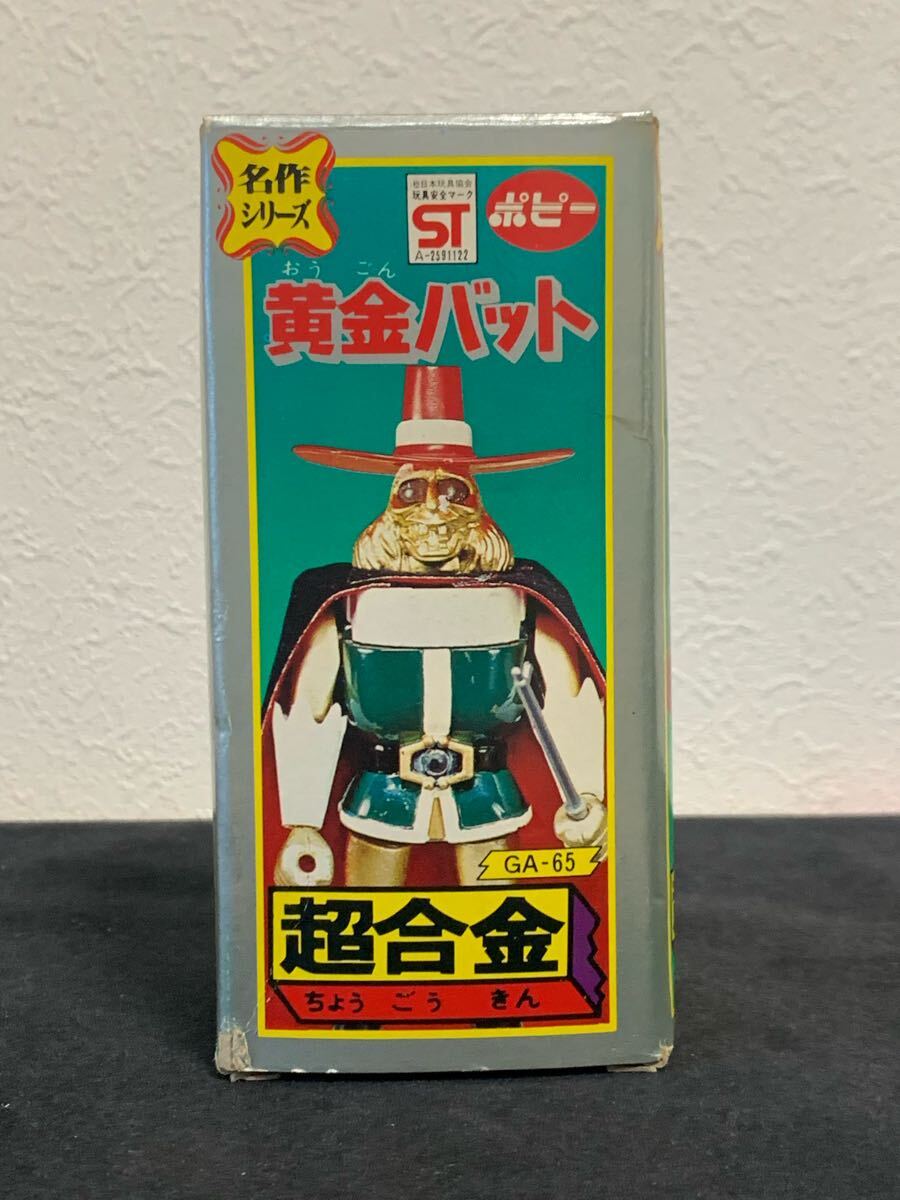 名作
シリーズ
社日本玩具協会
玩具安全マーク
ST
A-2591122
ポピー
おうごん
黄金バット
GA-65
超合金
ちょうごうきん